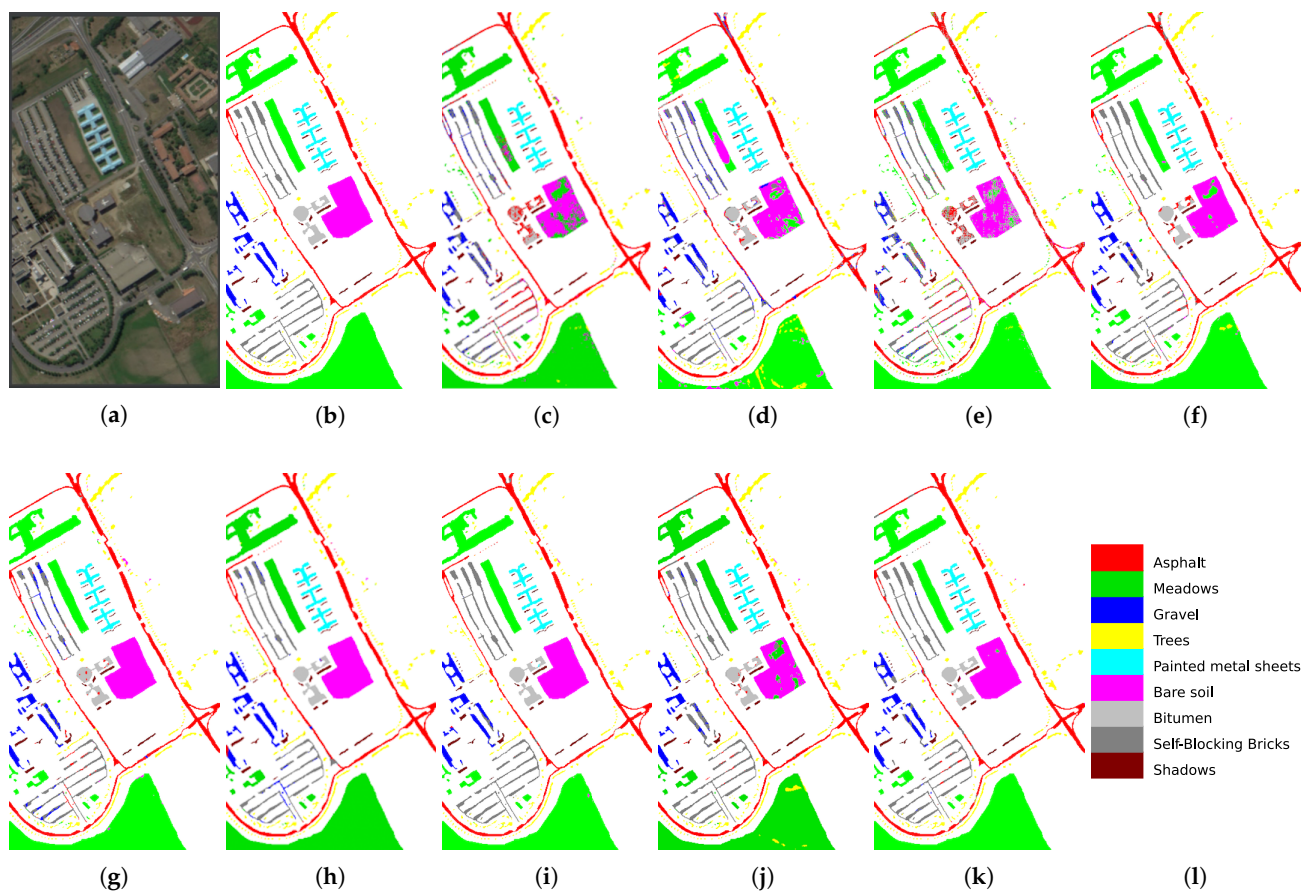 (a) (b) (c) (d) (e) (f)
Asphalt
Meadows
Gravel
Trees
Painted metal sheets
Bare soil
Bitumen
Self-Blocking Bricks
Shadows
(g) (h) (i) (j) (k) (l)